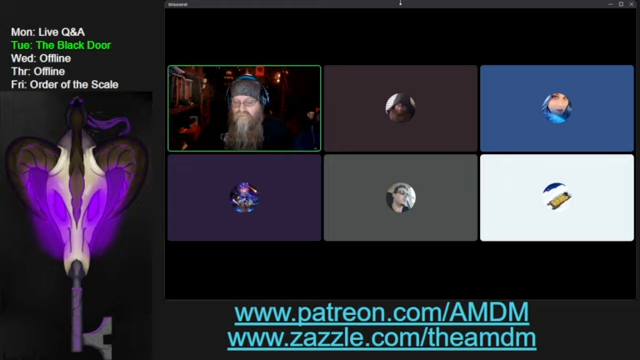 Discord
Mon: Live Q&A
Tue: The Black Door
Wed: Offline
Thr: Offline
Fri: Order of the Scale
www.patreon.com/AMDM
www.zazzle.com/theamdm